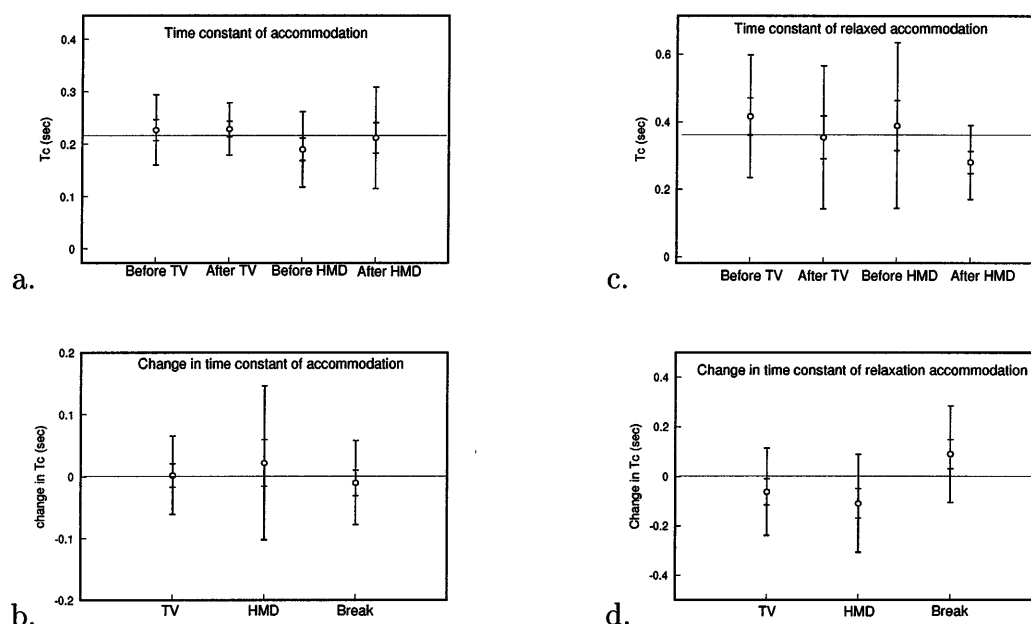 Time constant of accommodation
0.4
0.3
0.2
0.1
0
Tc (sec)
Before TV After TV Before HMD After HMD
a.
Time constant of relaxed accommodation
0.6
0.4
0.2
0
Tc (sec)
Before TV After TV Before HMD After HMD
c.
Change in time constant of accommodation
0.2
0.1
0
-0.1
-0.2
change in Tc (sec)
TV HMD Break
b.
Change in time constant of relaxation accommodation
0.4
0.2
0
-0.2
-0.4
Change in Tc (sec)
TV HMD Break
d.